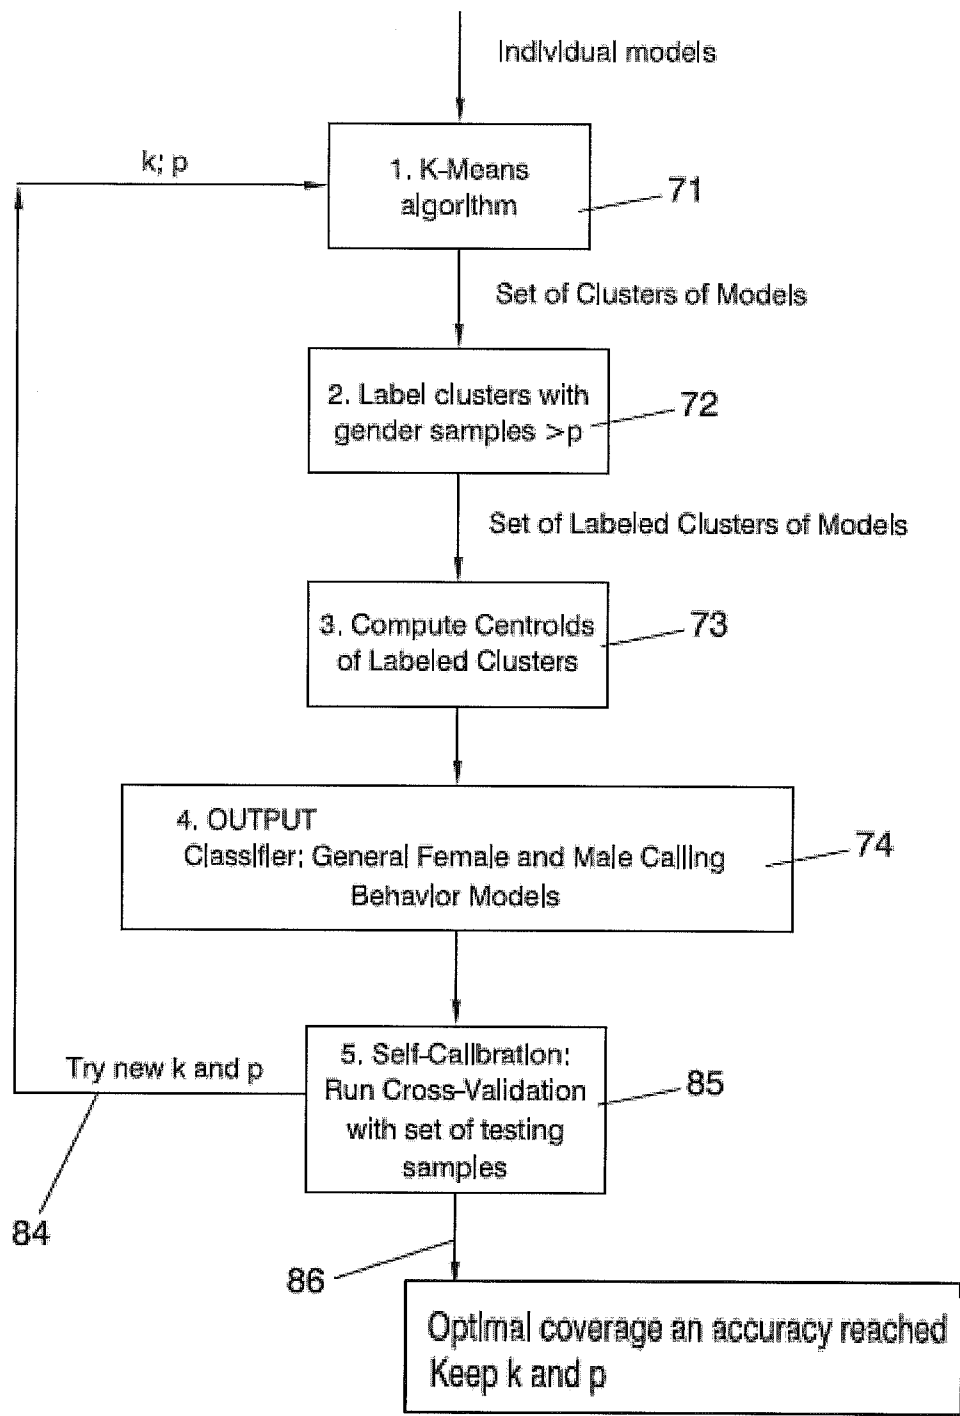 Individual models
k; p
1. K-Means
algorithm
71
Set of Clusters of Models
2. Label clusters with
gender samples >p
72
Set of Labeled Clusters of Models
3. Compute Centroids
of Labeled Clusters
73
4. OUTPUT
Classifier: General Female and Male Calling
Behavior Models
74
5. Self-Calibration:
Run Cross-Validation
with set of testing
samples
85
Try new k and p
84
86
Optimal coverage an accuracy reached
Keep k and p